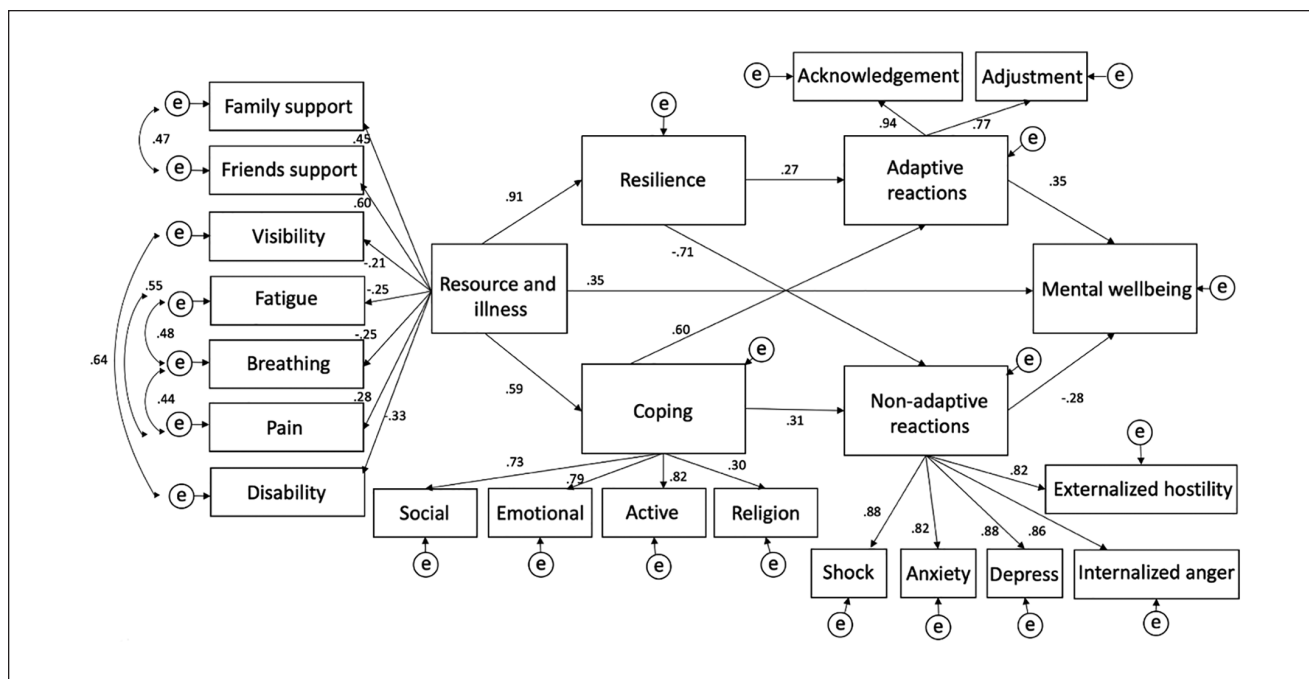 Acknowledgement
Adjustment
e
e
e
Family support
e
.47
.45
.94
.77
e
e
Friends support
.60
Resilience
.27
Adaptive
reactions
.35
.91
e
Visibility
-.21
-.71
.55
e
Fatigue
-.25
Resource and
illness
.35
Mental wellbeing
e
.48
-.25
.60
.64
e
Breathing
e
e
.59
.44
.28
Coping
.31
Non-adaptive
reactions
-.28
e
Pain
-.33
e
e
Disability
.73
.79
.82
.30
.82
Externalized hostility
Social
Emotional
Active
Religion
.88
.82
.88
.86
e
e
e
e
Shock
Anxiety
Depress
Internalized anger
e
e
e
e